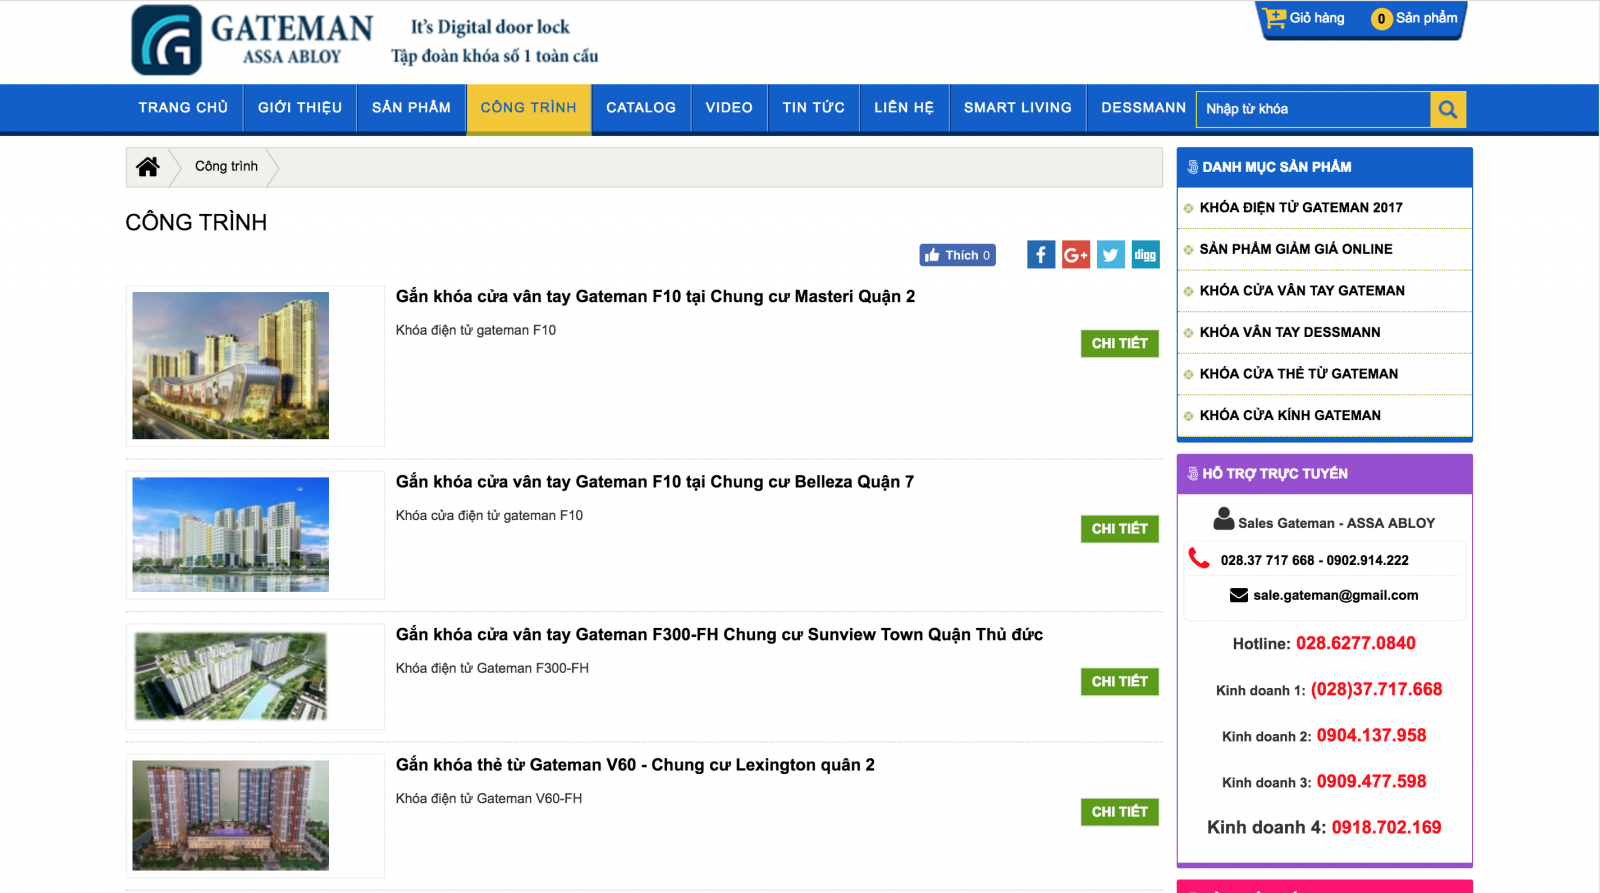 GATEMAN
ASSA ABLOY
It's Digital door lock
Tập đoàn khóa số 1 toàn cầu
Giỏ hàng
0 Sản phẩm
TRANG CHỦ
GIỚI THIỆU
SẢN PHẨM
CÔNG TRÌNH
CATALOG
VIDEO
TIN TỨC
LIÊN HỆ
SMART LIVING
DESSMANN
Nhập từ khóa
Công trình
CÔNG TRÌNH
Thích 0
digg
Gắn khóa cửa vân tay Gateman F10 tại Chung cư Masteri Quận 2
Khóa điện tử gateman F10
CHI TIẾT
Gắn khóa cửa vân tay Gateman F10 tại Chung cư Belleza Quận 7
Khóa cửa điện tử gateman F10
CHI TIẾT
Gắn khóa cửa vân tay Gateman F300-FH Chung cư Sunview Town Quận Thủ đức
Khóa điện tử Gateman F300-FH
CHI TIẾT
Gắn khóa thẻ từ Gateman V60 - Chung cư Lexington quân 2
Khóa điện tử Gateman V60-FH
CHI TIẾT
DANH MỤC SẢN PHẨM
KHÓA ĐIỆN TỬ GATEMAN 2017
SẢN PHẨM GIẢM GIÁ ONLINE
KHÓA CỬA VÂN TAY GATEMAN
KHÓA VÂN TAY DESSMANN
KHÓA CỬA THẺ TỪ GATEMAN
KHÓA CỬA KÍNH GATEMAN
HỖ TRỢ TRỰC TUYẾN
Sales Gateman - ASSA ABLOY
028.37 717 668 - 0902.914.222
sale.gateman@gmail.com
Hotline: 028.6277.0840
Kinh doanh 1: (028)37.717.668
Kinh doanh 2: 0904.137.958
Kinh doanh 3: 0909.477.598
Kinh doanh 4: 0918.702.169